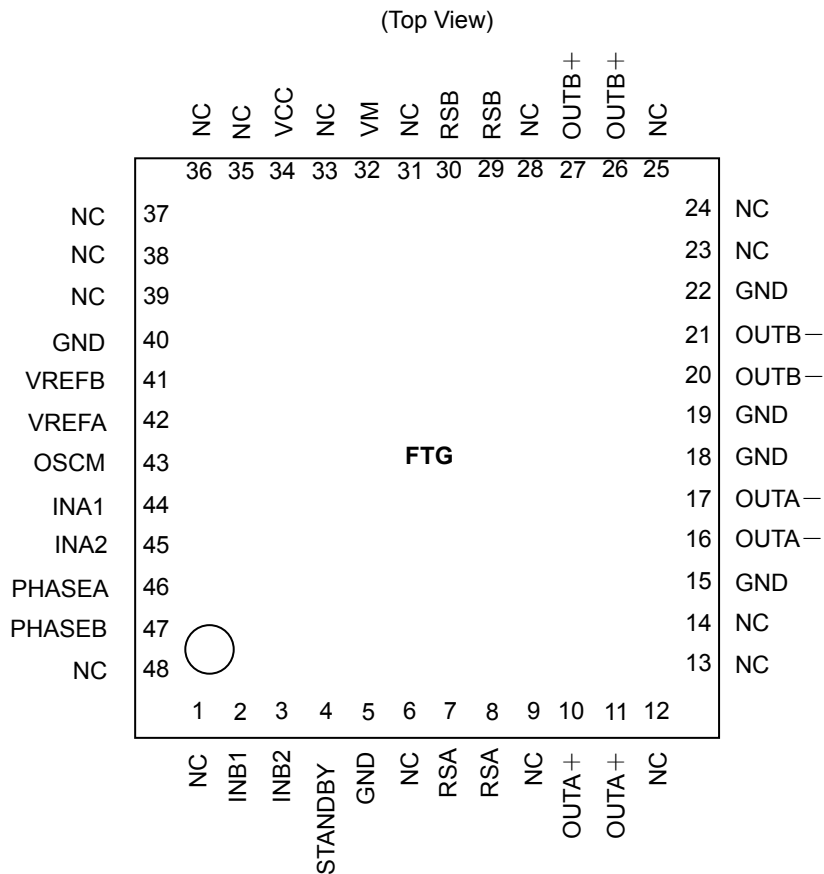 (Top View)
NC NC VCC NC VM NC RSB RSB NC OUTB+ OUTB+ NC
36 35 34 33 32 31 30 29 28 27 26 25
NC 37
NC 38
NC 39
GND 40
VREFB 41
VREFA 42
OSCM 43
INA1 44
INA2 45
PHASEA 46
PHASEB 47
NC 48
FTG
24 NC
23 NC
22 GND
21 OUTB−
20 OUTB−
19 GND
18 GND
17 OUTA−
16 OUTA−
15 GND
14 NC
13 NC
1 2 3 4 5 6 7 8 9 10 11 12
NC INB1 INB2 STANDBY GND NC RSA RSA NC OUTA+ OUTA+ NC